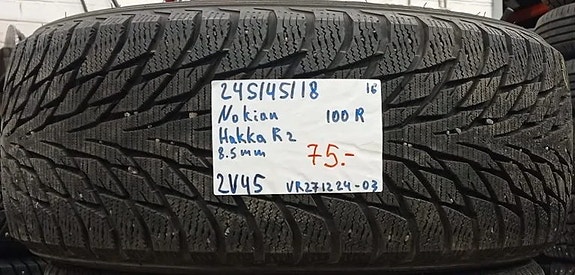 245/45/18 16
Nokian 100 R
Hakka R2
8.5mm 75.-
2V45 VR271224-03